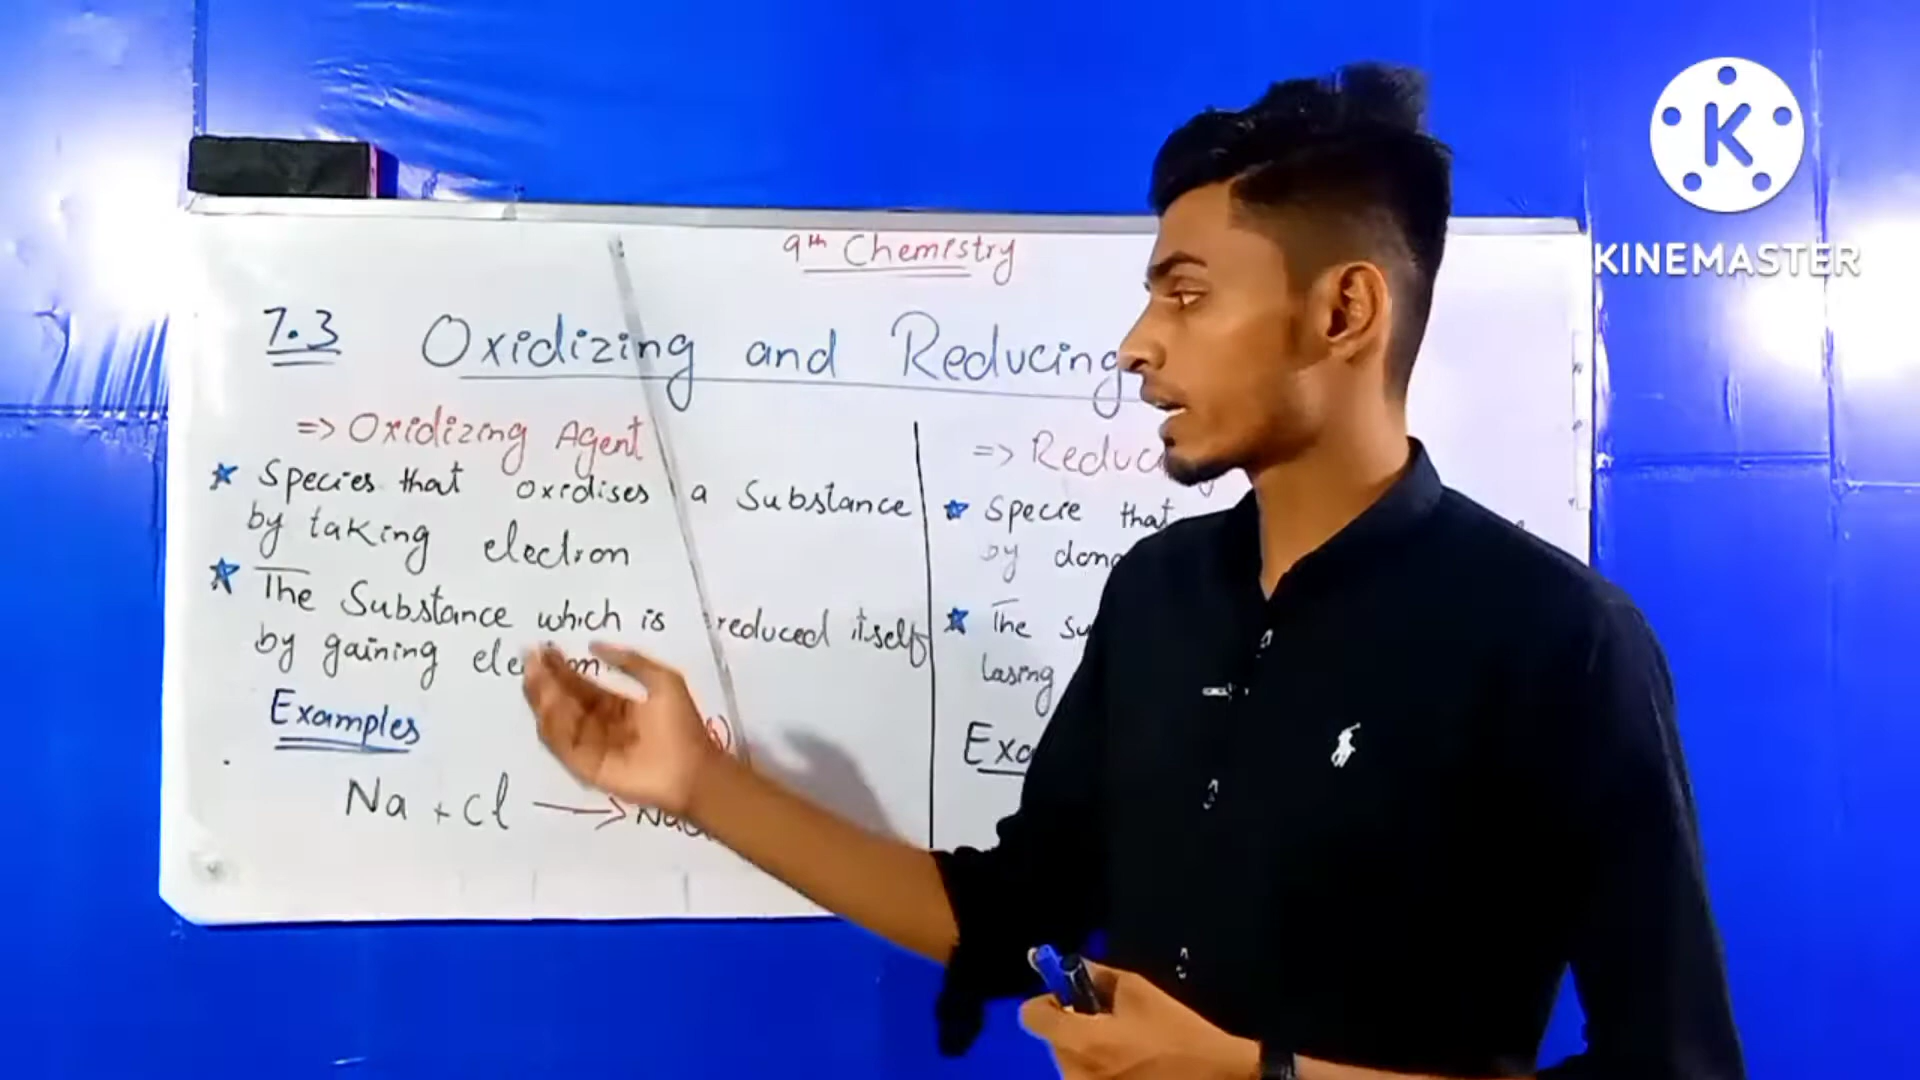 9th Chemistry
7.3 Oxidizing and Reducing
=> Oxidizing Agent
Species that oxidises a Substance
by taking electron
The Substance which is reduced itself
by gaining
Examples
Na + Cl
=>
Specie that
by
The
lasing
KINEMASTER